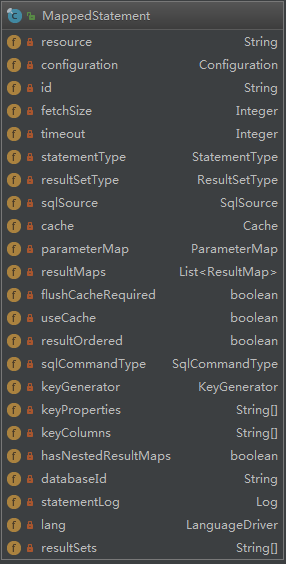 MappedStatement
resource String
configuration Configuration
id String
fetchSize Integer
timeout Integer
statementType StatementType
resultSetType ResultSetType
sqlSource SqlSource
cache Cache
parameterMap ParameterMap
resultMaps List<ResultMap>
flushCacheRequired boolean
useCache boolean
resultOrdered boolean
sqlCommandType SqlCommandType
keyGenerator KeyGenerator
keyProperties String[]
keyColumns String[]
hasNestedResultMaps boolean
databaseId String
statementLog Log
lang LanguageDriver
resultSets String[]